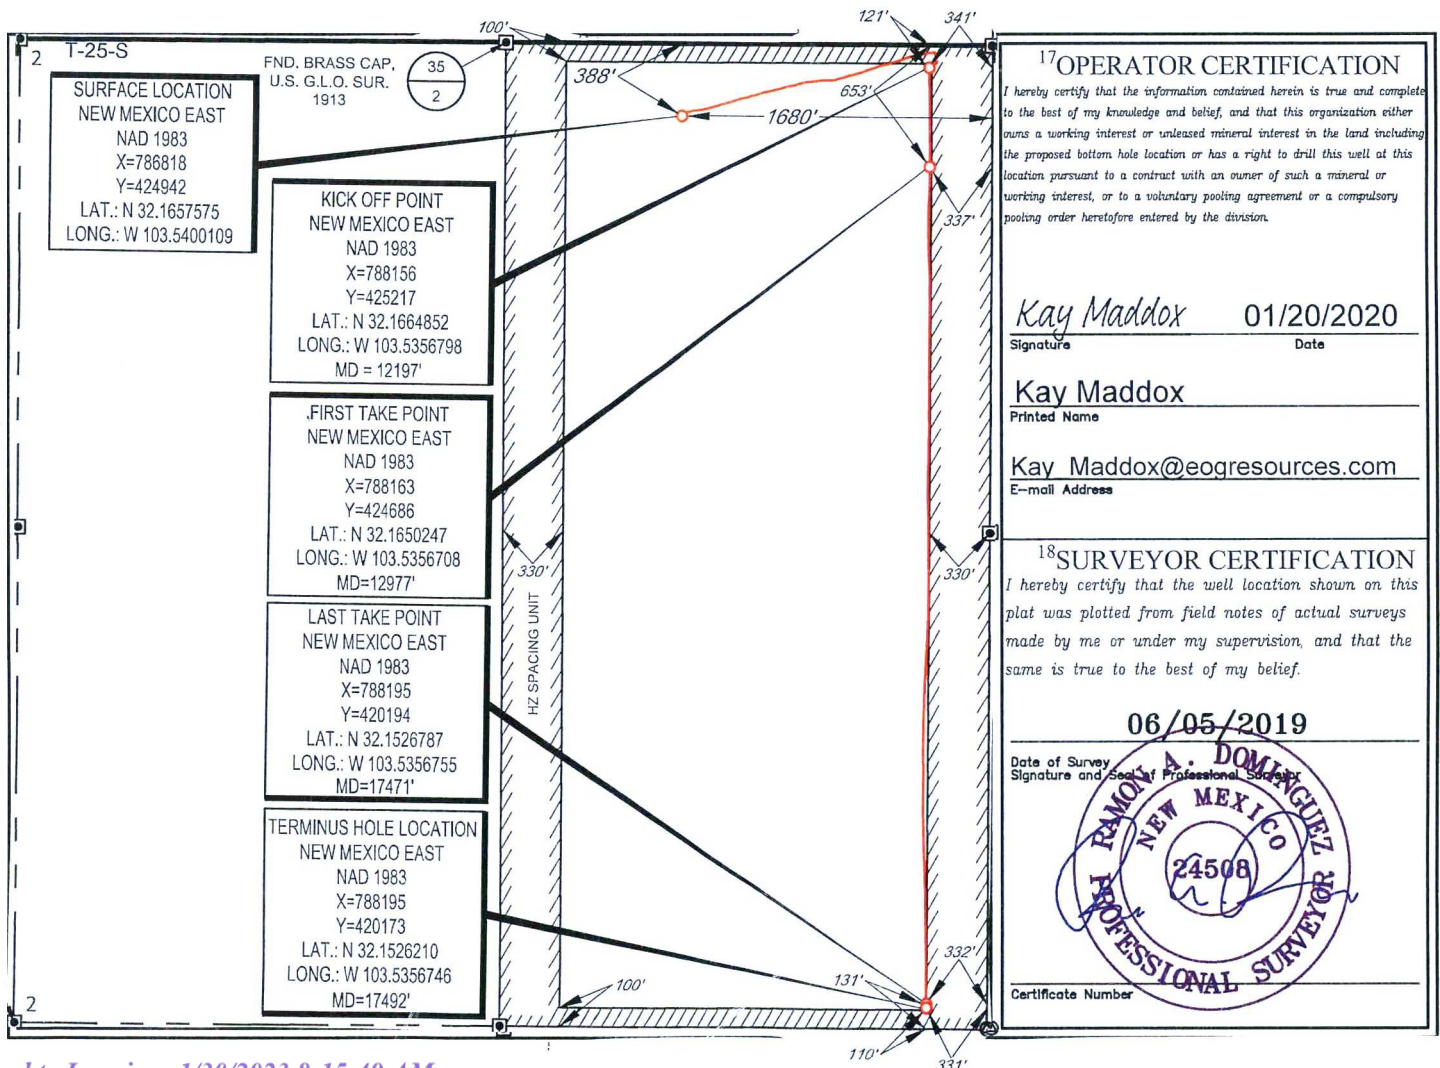 2
T-25-S
FND. BRASS CAP,
U.S. G.L.O. SUR.
1913
35
2
100'
121'
341'
388'
653'
1680'
337'
SURFACE LOCATION
NEW MEXICO EAST
NAD 1983
X=786818
Y=424942
LAT.: N 32.1657575
LONG.: W 103.5400109
KICK OFF POINT
NEW MEXICO EAST
NAD 1983
X=788156
Y=425217
LAT.: N 32.1664852
LONG.: W 103.5356798
MD = 12197'
.FIRST TAKE POINT
NEW MEXICO EAST
NAD 1983
X=788163
Y=424686
LAT.: N 32.1650247
LONG.: W 103.5356708
MD=12977'
LAST TAKE POINT
NEW MEXICO EAST
NAD 1983
X=788195
Y=420194
LAT.: N 32.1526787
LONG.: W 103.5356755
MD=17471'
TERMINUS HOLE LOCATION
NEW MEXICO EAST
NAD 1983
X=788195
Y=420173
LAT.: N 32.1526210
LONG.: W 103.5356746
MD=17492'
330'
HZ SPACING UNIT
330'
2
100'
131'
332'
110'
331'
17OPERATOR CERTIFICATION
I hereby certify that the information contained herein is true and complete
to the best of my knowledge and belief, and that this organization either
owns a working interest or unleased mineral interest in the land including
the proposed bottom hole location or has a right to drill this well at this
location pursuant to a contract with an owner of such a mineral or
working interest, or to a voluntary pooling agreement or a compulsory
pooling order heretofore entered by the division.
Kay Maddox 01/20/2020
Signature Date
Kay Maddox
Printed Name
Kay_Maddox@eogresources.com
E-mail Address
18SURVEYOR CERTIFICATION
I hereby certify that the well location shown on this
plat was plotted from field notes of actual surveys
made by me or under my supervision, and that the
same is true to the best of my belief.
06/05/2019
Date of Survey
Signature and Seal of Professional Surveyor
RAMON A. DOMINGUEZ
NEW MEXICO
24508
PROFESSIONAL SURVEYOR
Certificate Number
1/30/2023 9:15:40 AM